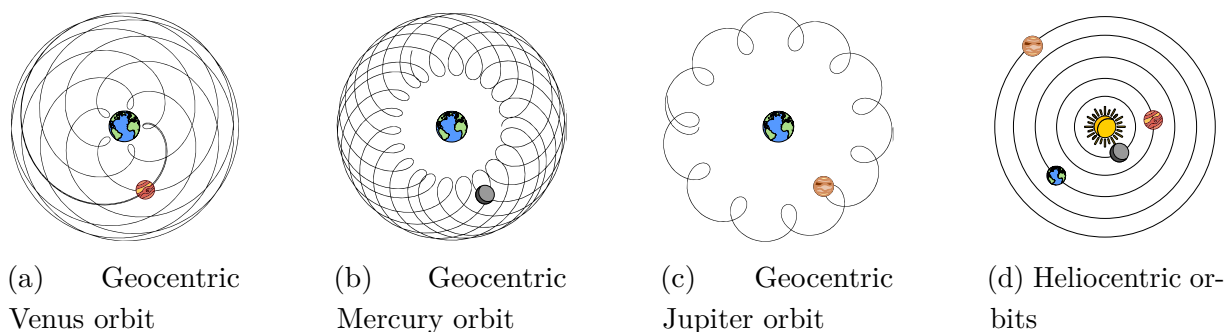 (a) Geocentric
Venus orbit
(b) Geocentric
Mercury orbit
(c) Geocentric
Jupiter orbit
(d) Heliocentric or-
bits